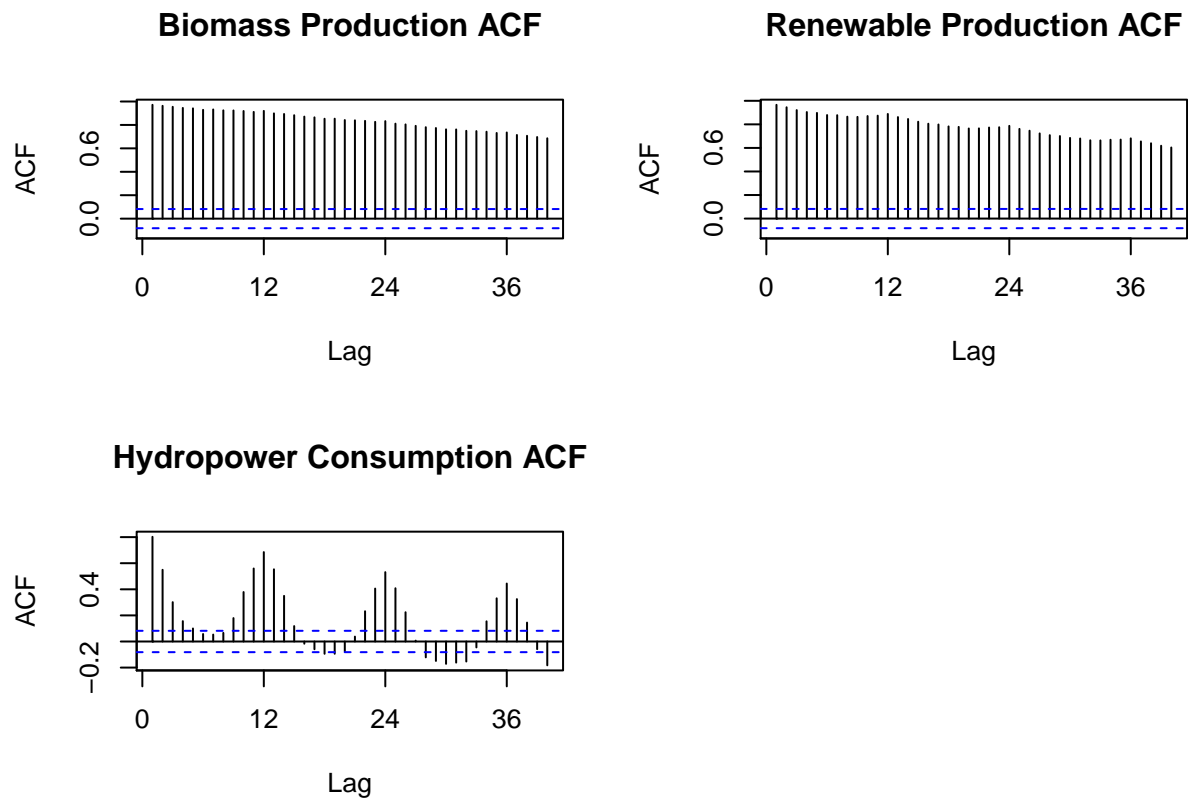 Biomass Production ACF
ACF
0.0 0.6
0 12 24 36
Lag
Renewable Production ACF
ACF
0.0 0.6
0 12 24 36
Lag
Hydropower Consumption ACF
ACF
−0.2 0.4
0 12 24 36
Lag